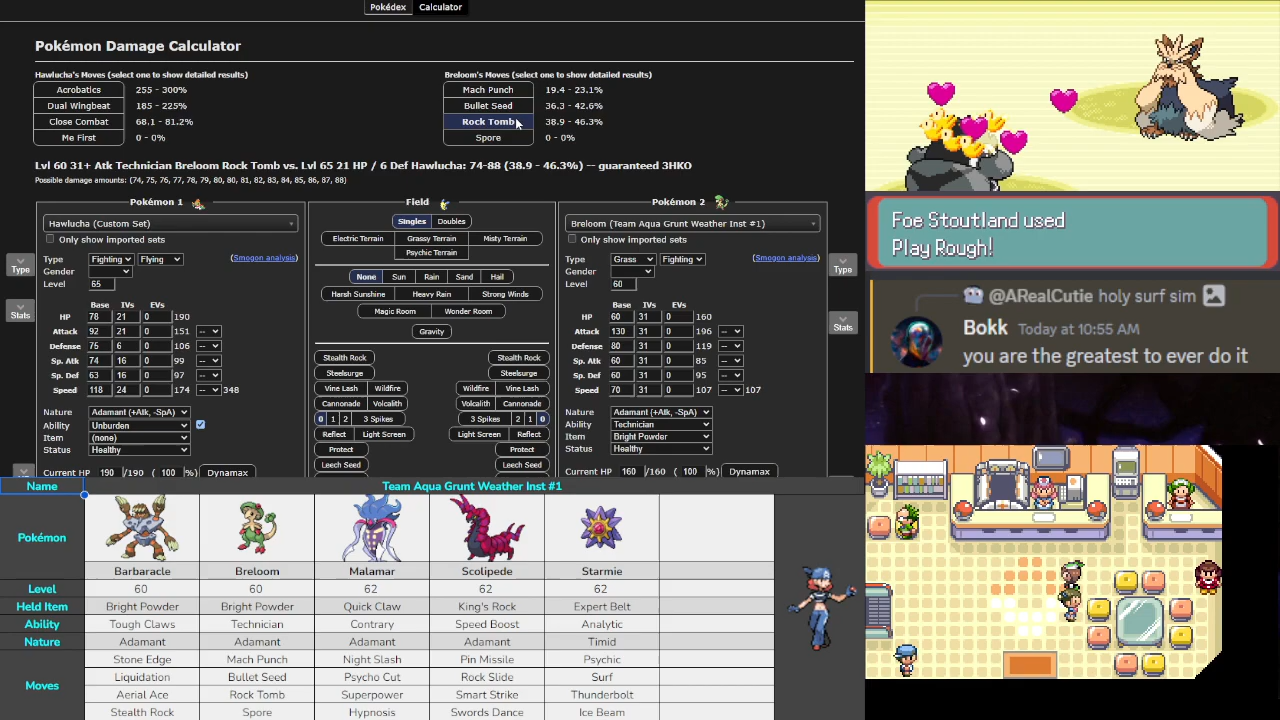 Pokédex Calculator
Pokémon Damage Calculator
Hawlucha's Moves (select one to show detailed results)
Acrobatics 255 - 300%
Dual Wingbeat 185 - 225%
Close Combat 68.1 - 81.2%
Me First 0 - 0%
Breloom's Moves (select one to show detailed results)
Mach Punch 19.4 - 23.1%
Bullet Seed 36.3 - 42.6%
Rock Tomb 38.9 - 46.3%
Spore 0 - 0%
Lvl 60 31+ Atk Technician Breloom Rock Tomb vs. Lvl 65 21 HP / 6 Def Hawlucha: 74-88 (38.9 - 46.3%) -- guaranteed 3HKO
Possible damage amounts: (74, 75, 76, 77, 78, 79, 80, 80, 81, 82, 83, 84, 85, 86, 87, 88)
Pokémon 1
Hawlucha (Custom Set)
Only show imported sets
Type Fighting Flying (Smogon analysis)
Gender
Level 65
Base IVs EVs
HP 78 21 0 190
Attack 92 21 0 151 --
Defense 75 6 0 106 --
Sp. Atk 74 16 0 99 --
Sp. Def 63 16 0 97 --
Speed 118 24 0 174 -- 348
Nature Adamant (+Atk, -SpA)
Ability Unburden
Item (none)
Status Healthy
Current HP 190 /190 ( 100 %) Dynamax
Type
Stats
Field
Singles Doubles
Electric Terrain Grassy Terrain Misty Terrain
Psychic Terrain
None Sun Rain Sand Hail
Harsh Sunshine Heavy Rain Strong Winds
Magic Room Wonder Room
Gravity
Stealth Rock Stealth Rock
Steelsurge Steelsurge
Vine Lash Wildfire Wildfire Vine Lash
Cannonade Volcalith Volcalith Cannonade
0 1 2 3 Spikes 3 Spikes 2 1 0
Reflect Light Screen Light Screen Reflect
Protect Protect
Leech Seed Leech Seed
Pokémon 2
Breloom (Team Aqua Grunt Weather Inst #1)
Only show imported sets
Type Grass Fighting (Smogon analysis)
Gender
Level 60
Base IVs EVs
HP 60 31 0 160
Attack 130 31 0 196 --
Defense 80 31 0 119 --
Sp. Atk 60 31 0 85 --
Sp. Def 60 31 0 95 --
Speed 70 31 0 107 -- 107
Nature Adamant (+Atk, -SpA)
Ability Technician
Item Bright Powder
Status Healthy
Current HP 160 /160 ( 100 %) Dynamax
Type
Stats
Name Team Aqua Grunt Weather Inst #1
Pokémon Barbaracle Breloom Malamar Scolipede Starmie
Level 60 60 62 62 62
Held Item Bright Powder Bright Powder Quick Claw King's Rock Expert Belt
Ability Tough Claws Technician Contrary Speed Boost Analytic
Nature Adamant Adamant Adamant Adamant Timid
Moves
Stone Edge Mach Punch Night Slash Pin Missile Psychic
Liquidation Bullet Seed Psycho Cut Rock Slide Surf
Aerial Ace Rock Tomb Superpower Smart Strike Thunderbolt
Stealth Rock Spore Hypnosis Swords Dance Ice Beam
Foe Stoutland used
Play Rough!
@ARealCutie holy surf sim
Bokk Today at 10:55 AM
you are the greatest to ever do it